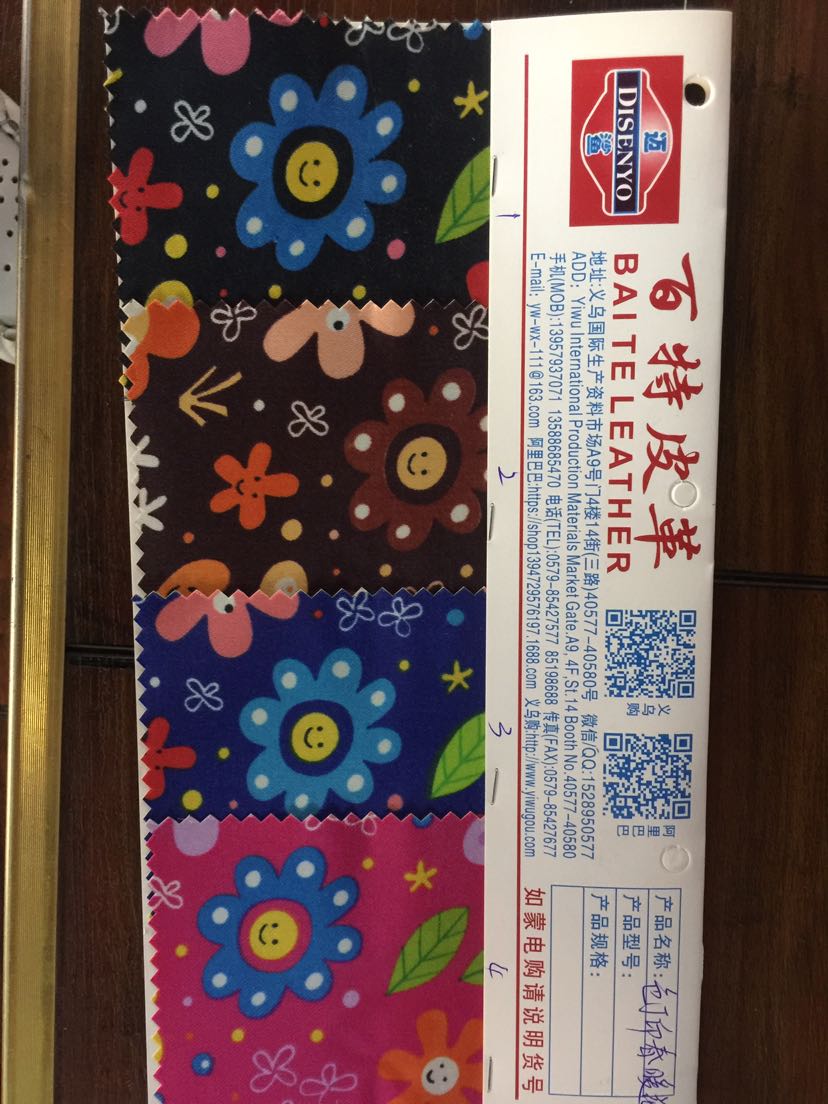 迈鲨
DISENYO
百特皮革
BAI TE LEATHER
地址:义乌国际生产资料市场A9号门4楼14街(三路)40577-40580号 微信/QQ:1528950577
ADD: Yiwu International Production Materials Market Gate.A9, 4F,St.14 Booth No.40577-40580
手机(MOB):13957937071 13588685470 电话(TEL):0579-85427577 85198688 传真(FAX):0579-85427677
E-mail: yw-wx-111@163.com 阿里巴巴:https://shop1394729576197.1688.com 义乌购:http://www.yiwugou.com
义乌购
阿里巴巴
产品名称:
产品型号:
产品规格:
如蒙电购请说明货号
1
2
3
4